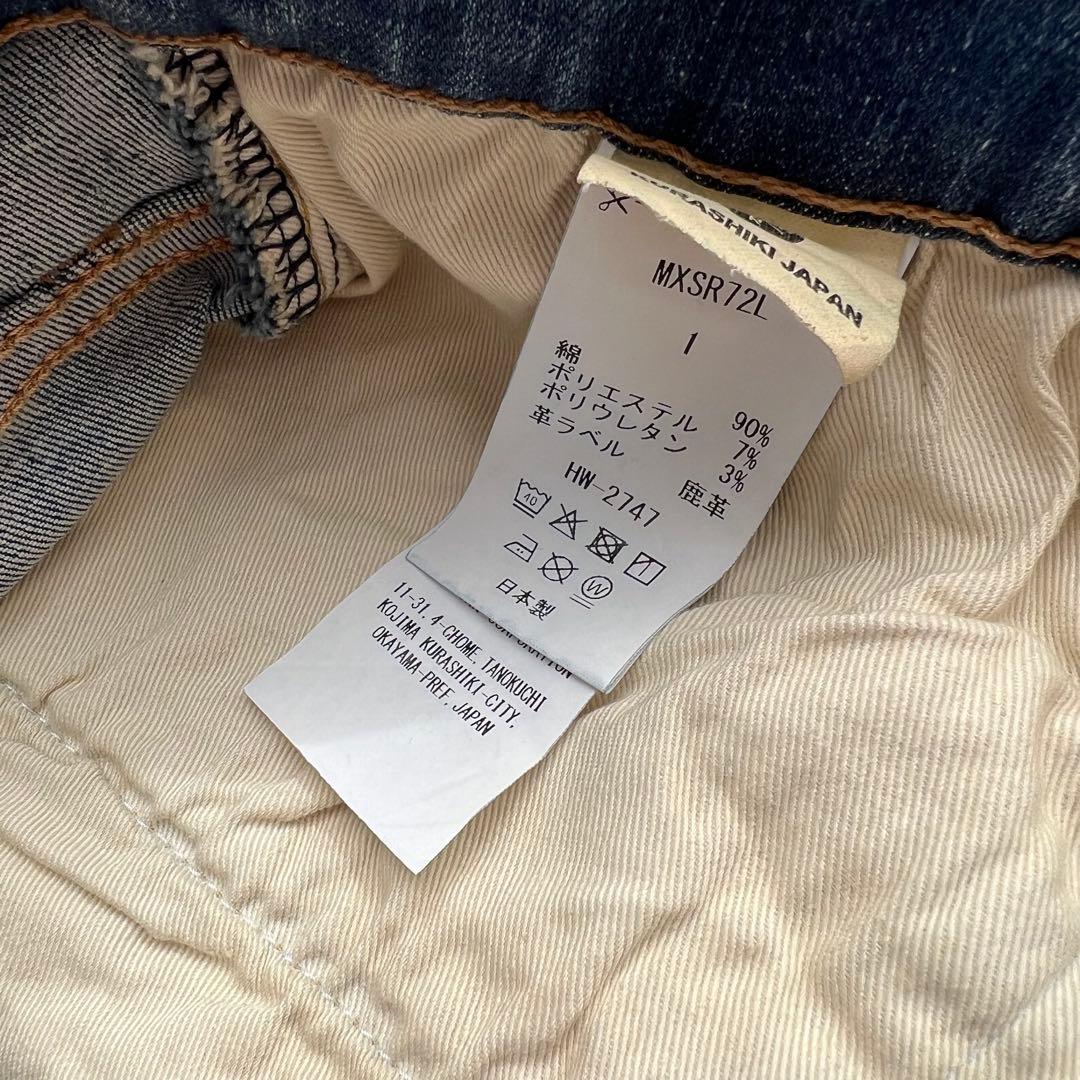 KURASHIKI JAPAN
MXSR72L
1
綿 90%
ポリエステル 7%
ポリウレタン 3%
革ラベル 鹿革
HW-2747
40
W
日本製
CORPORATION
11-31, 4-CHOME, TANOKUCHI
KOJIMA KURASHIKI-CITY,
OKAYAMA-PREF, JAPAN